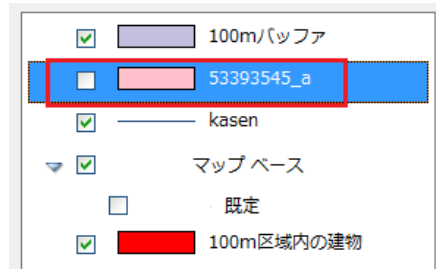 100mバッファ
53393545_a
kasen
マップ ベース
既定
100m区域内の建物